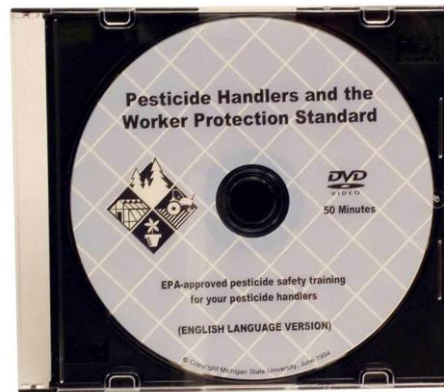 Pesticide Handlers and the
Worker Protection Standard
DVD
VIDEO
50 Minutes
EPA-approved pesticide safety training
for your pesticide handlers
(ENGLISH LANGUAGE VERSION)
© Copyright Michigan State University, June 1994